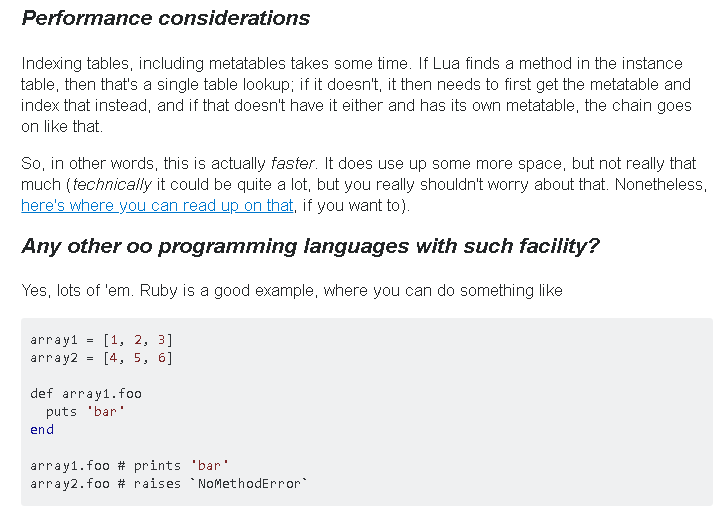 Performance considerations
Indexing tables, including metatables takes some time. If Lua finds a method in the instance
table, then that's a single table lookup; if it doesn't, it then needs to first get the metatable and
index that instead, and if that doesn't have it either and has its own metatable, the chain goes
on like that.
So, in other words, this is actually faster. It does use up some more space, but not really that
much (technically it could be quite a lot, but you really shouldn't worry about that. Nonetheless,
here's where you can read up on that, if you want to).
Any other oo programming languages with such facility?
Yes, lots of 'em. Ruby is a good example, where you can do something like
array1 = [1, 2, 3]
array2 = [4, 5, 6]
def array1.foo
  puts 'bar'
end
array1.foo # prints 'bar'
array2.foo # raises `NoMethodError`